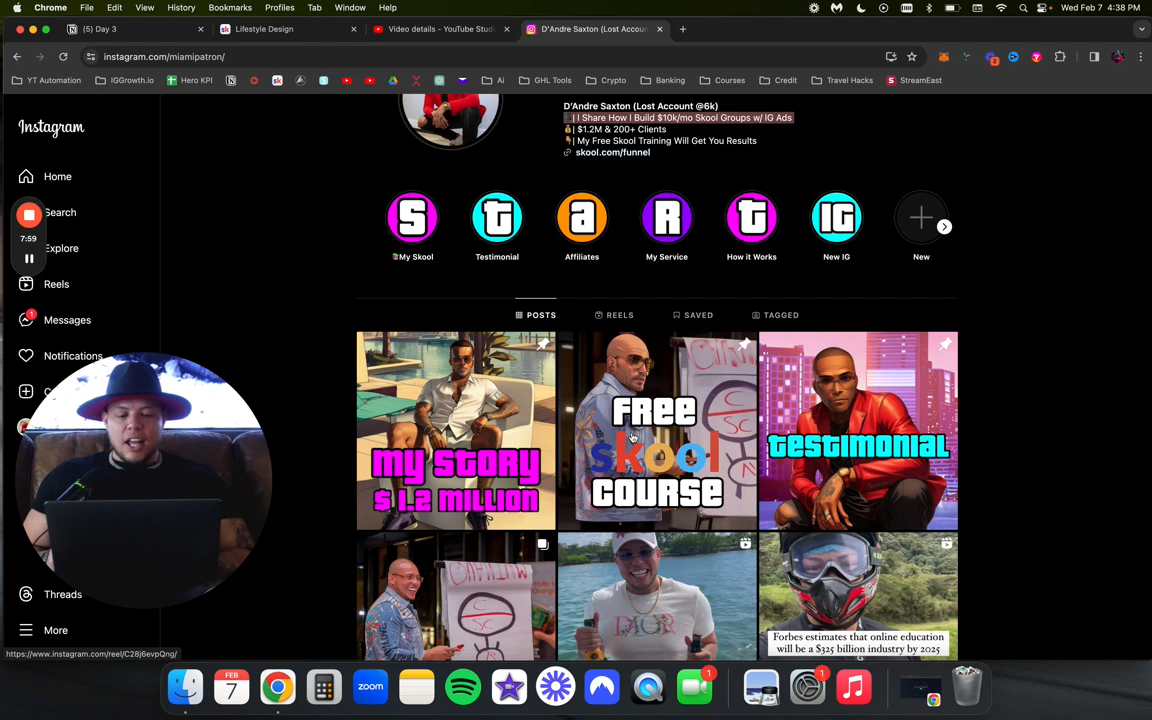 Chrome File Edit View History Bookmarks Profiles Tab Window Help
Wed Feb 7 4:38 PM
(5) Day 3
Lifestyle Design
Video details - YouTube Stud
D'Andre Saxton (Lost Accoun
instagram.com/miamipatron/
2
YT Automation IGGrowth.io Hero KPI Ai GHL Tools Crypto Banking Courses Credit Travel Hacks StreamEast
Instagram
Home
Search
7:59
Explore
Reels
1
Messages
Notifications
Threads
More
D'Andre Saxton (Lost Account @6k)
| I Share How I Build $10k/mo Skool Groups w/ IG Ads
| $1.2M & 200+ Clients
| My Free Skool Training Will Get You Results
skool.com/funnel
S t a R t IG
My Skool Testimonial Affiliates My Service How it Works New IG New
POSTS REELS SAVED TAGGED
MY STORY
$ 1.2 MILLION
FREE
skool
COURSE
testimonial
DIOR
Forbes estimates that online education
will be a $325 billion industry by 2025
https://www.instagram.com/reel/C28j6evpQng/
FEB
7
zoom
1
1